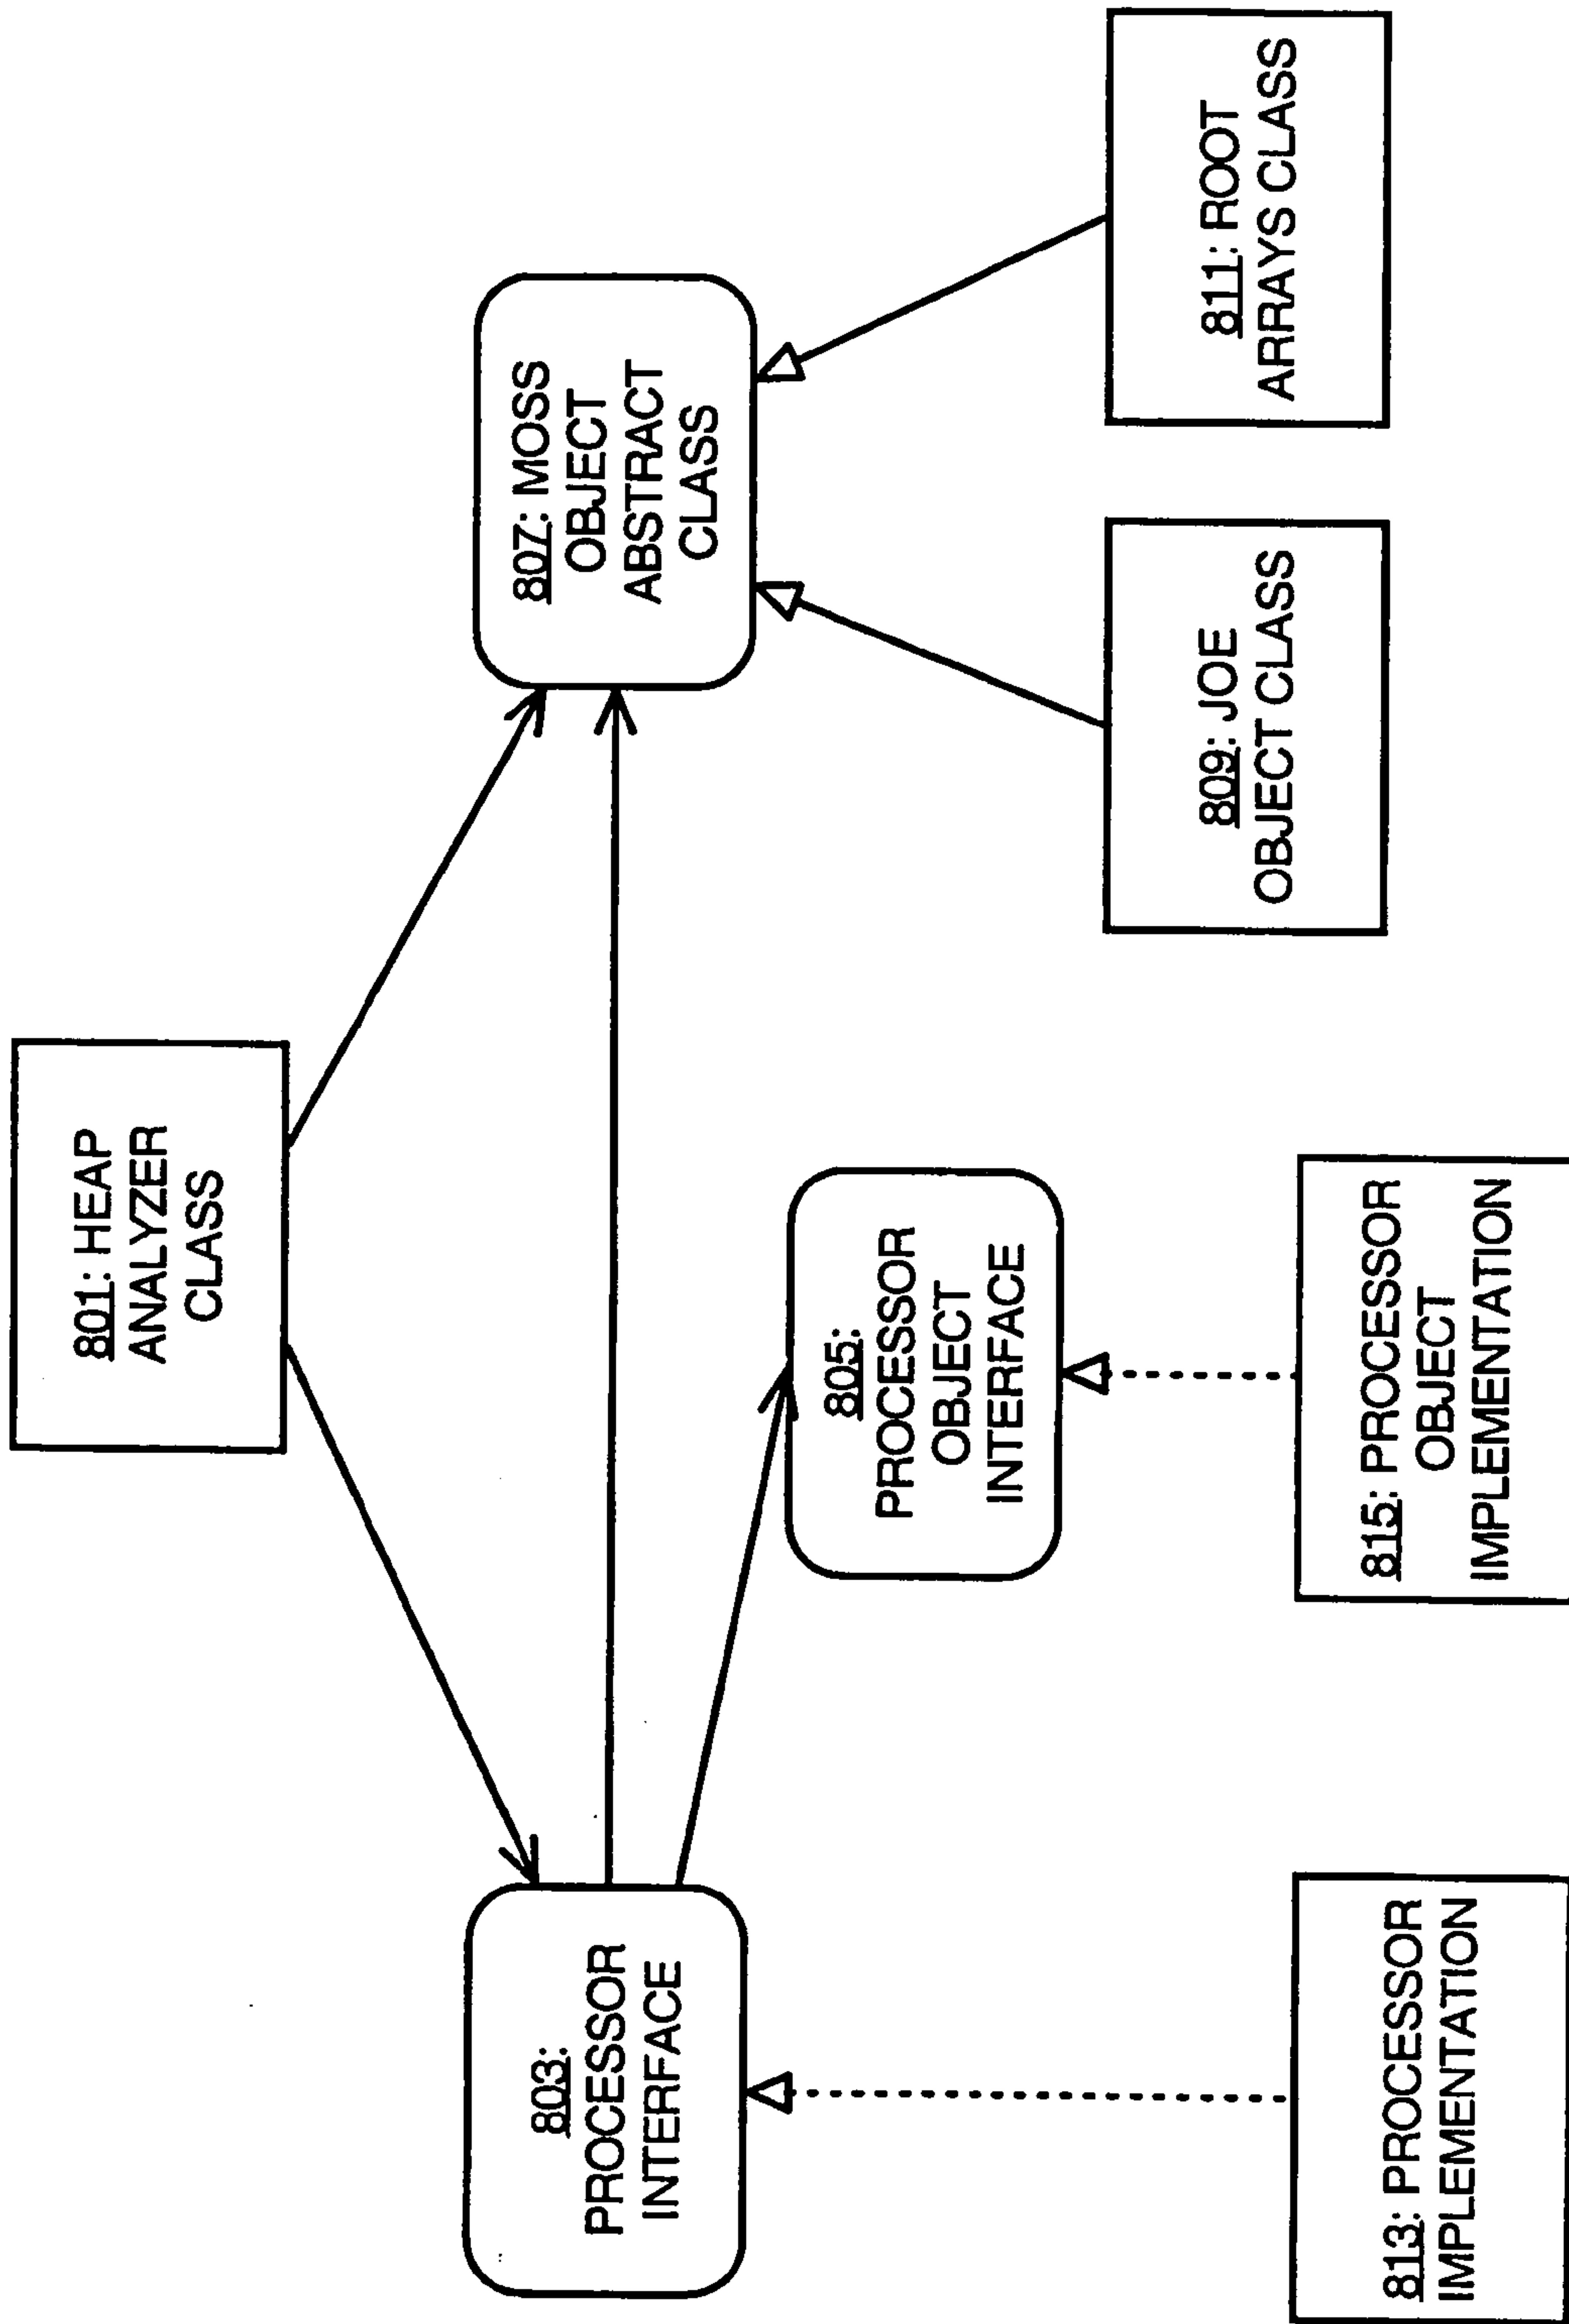 801: HEAP
ANALYZER
CLASS
803:
PROCESSOR
INTERFACE
807: MOSS
OBJECT
ABSTRACT
CLASS
805:
PROCESSOR
OBJECT
INTERFACE
813: PROCESSOR
IMPLEMENTATION
815: PROCESSOR
OBJECT
IMPLEMENTATION
809: JOE
OBJECT CLASS
811: ROOT
ARRAYS CLASS